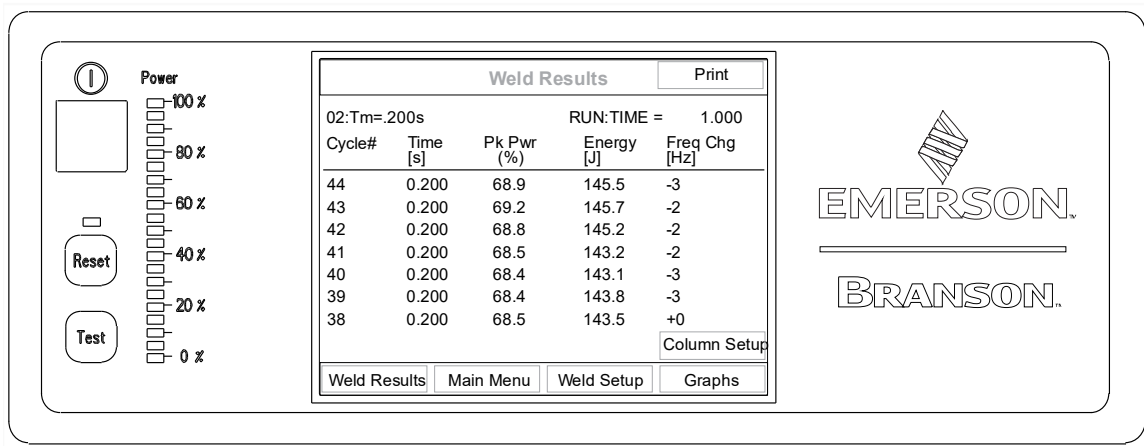 Power
100 %
80 %
60 %
40 %
20 %
0 %
Reset
Test
Weld Results
Print
02:Tm=.200s RUN:TIME = 1.000
Cycle# Time [s] Pk Pwr (%) Energy [J] Freq Chg [Hz]
44 0.200 68.9 145.5 -3
43 0.200 69.2 145.7 -2
42 0.200 68.8 145.2 -2
41 0.200 68.5 143.2 -2
40 0.200 68.4 143.1 -3
39 0.200 68.4 143.8 -3
38 0.200 68.5 143.5 +0
Column Setup
Weld Results Main Menu Weld Setup Graphs
EMERSON
BRANSON